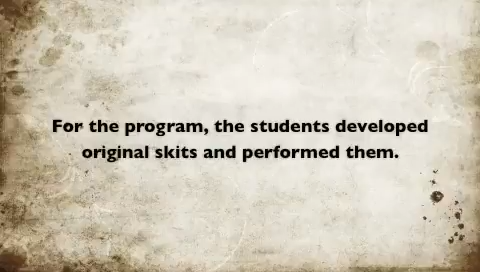 For the program, the students developed
original skits and performed them.